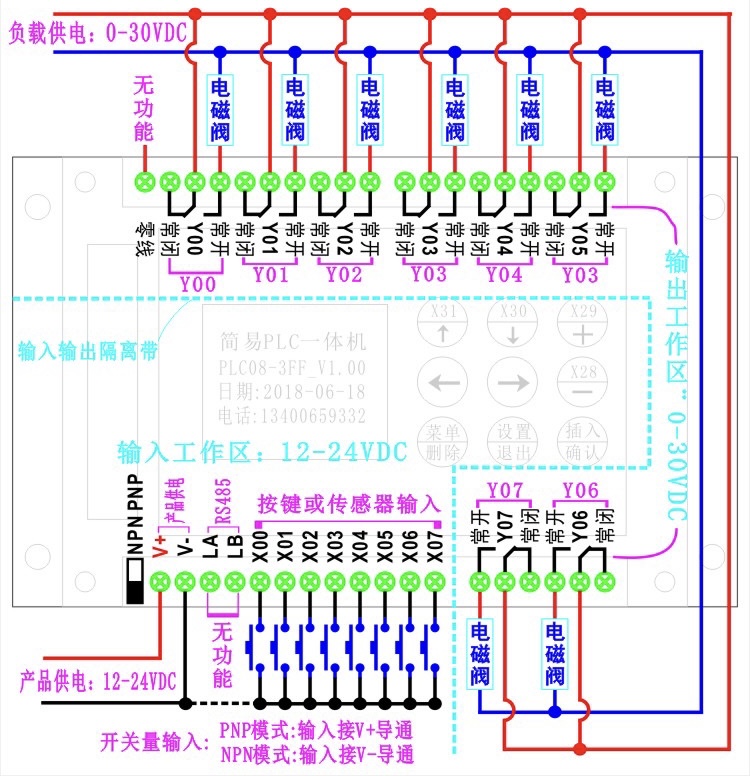 负载供电：0-30VDC
无功能
电磁阀
电磁阀
电磁阀
电磁阀
电磁阀
电磁阀
零线
常闭
Y00
常开
常闭
Y01
常开
常闭
Y02
常开
常闭
Y03
常开
常闭
Y04
常开
常闭
Y05
常开
Y00
Y01
Y02
Y03
Y04
Y03
输出工作区“0-30VDC
输入输出隔离带
简易PLC一体机
PLC08-3FF_V1.00
日期:2018-06-18
电话:13400659332
X31
X30
X29
X28
菜单
删除
设置
退出
插入
确认
输入工作区：12-24VDC
NPN PNP
产品供电
V+
V-
RS485
LA
LB
按键或传感器输入
X00
X01
X02
X03
X04
X05
X06
X07
Y07
Y06
常开
Y07
常闭
常开
Y06
常闭
无功能
电磁阀
电磁阀
产品供电：12-24VDC
开关量输入:
PNP模式:输入接V+导通
NPN模式:输入接V-导通